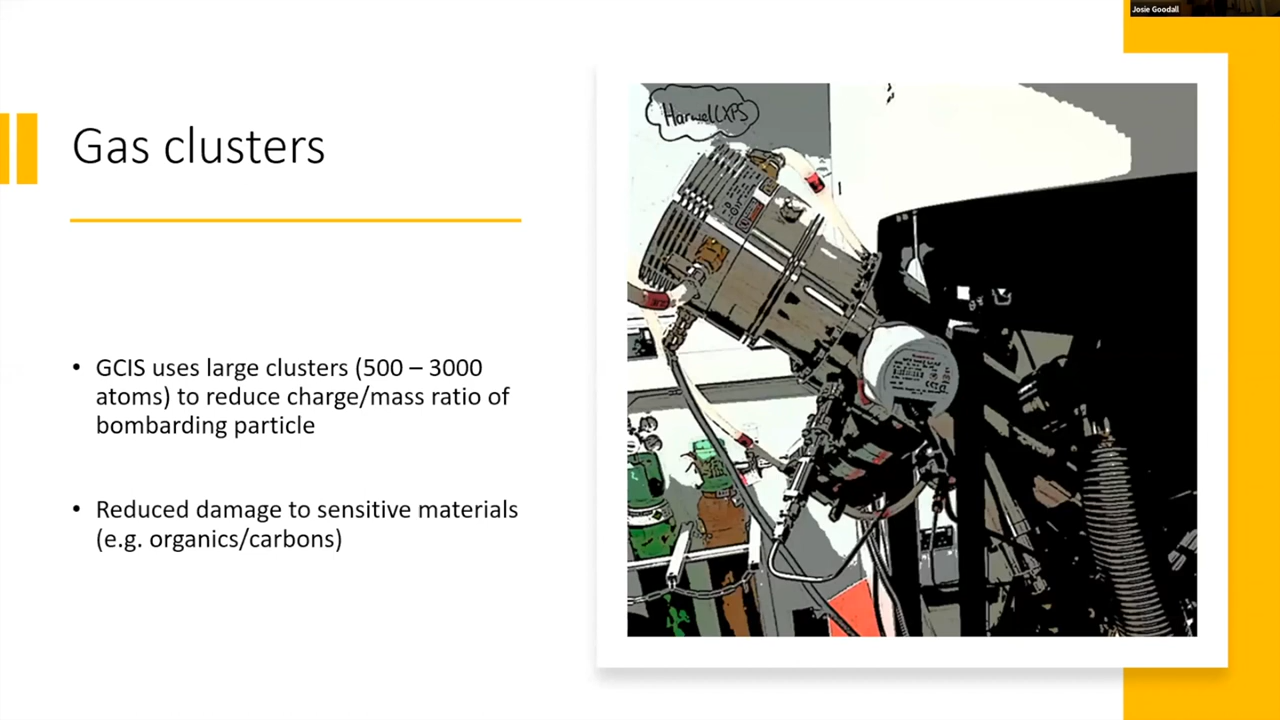 Josie Goodall
Gas clusters
HarwellXPS
• GCIS uses large clusters (500 – 3000
atoms) to reduce charge/mass ratio of
bombarding particle
• Reduced damage to sensitive materials
(e.g. organics/carbons)